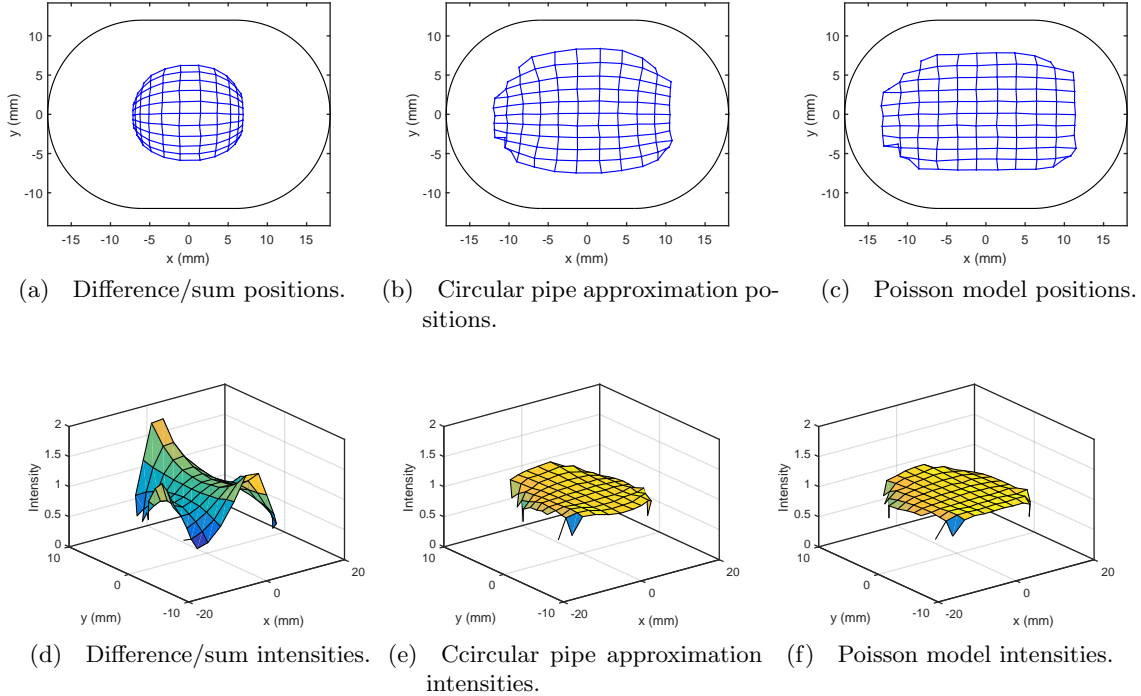 10
5
0
-5
-10
y (mm)
-15 -10 -5 0 5 10 15
x (mm)
10
5
0
-5
-10
y (mm)
-15 -10 -5 0 5 10 15
x (mm)
10
5
0
-5
-10
y (mm)
-15 -10 -5 0 5 10 15
x (mm)
(a) Difference/sum positions.
(b) Circular pipe approximation po-
sitions.
(c) Poisson model positions.
2
1.5
1
0.5
0
Intensity
10
0
-10
y (mm)
-20
0
20
x (mm)
2
1.5
1
0.5
0
Intensity
10
0
-10
y (mm)
-20
0
20
x (mm)
2
1.5
1
0.5
0
Intensity
10
0
-10
y (mm)
-20
0
20
x (mm)
(d) Difference/sum intensities.
(e) Ccircular pipe approximation
intensities.
(f) Poisson model intensities.